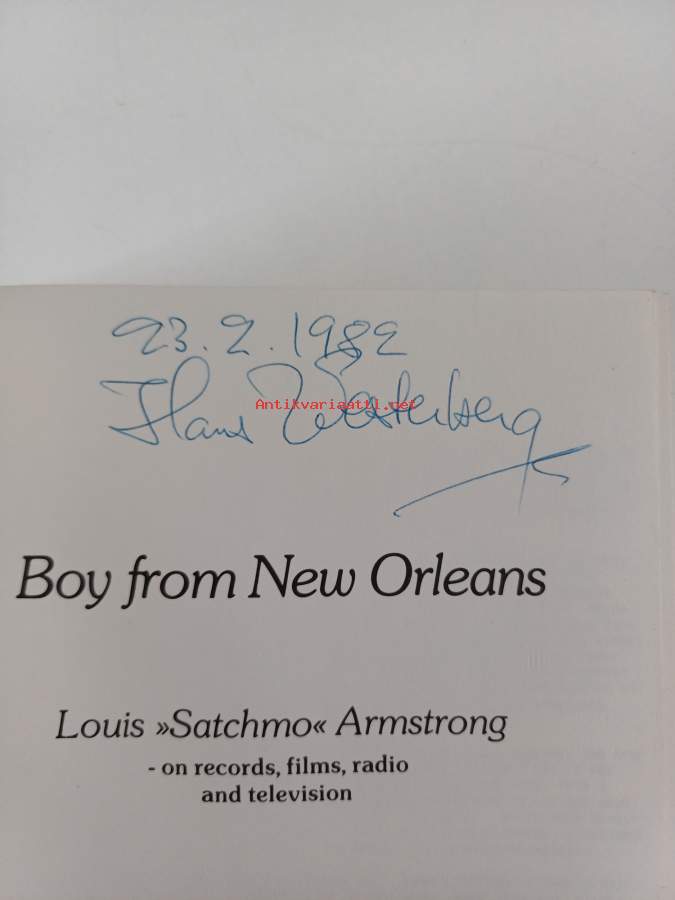 23.2.1982
Hans Westerberg
Antikvariaatti.net
Boy from New Orleans
Louis »Satchmo« Armstrong
- on records, films, radio
and television